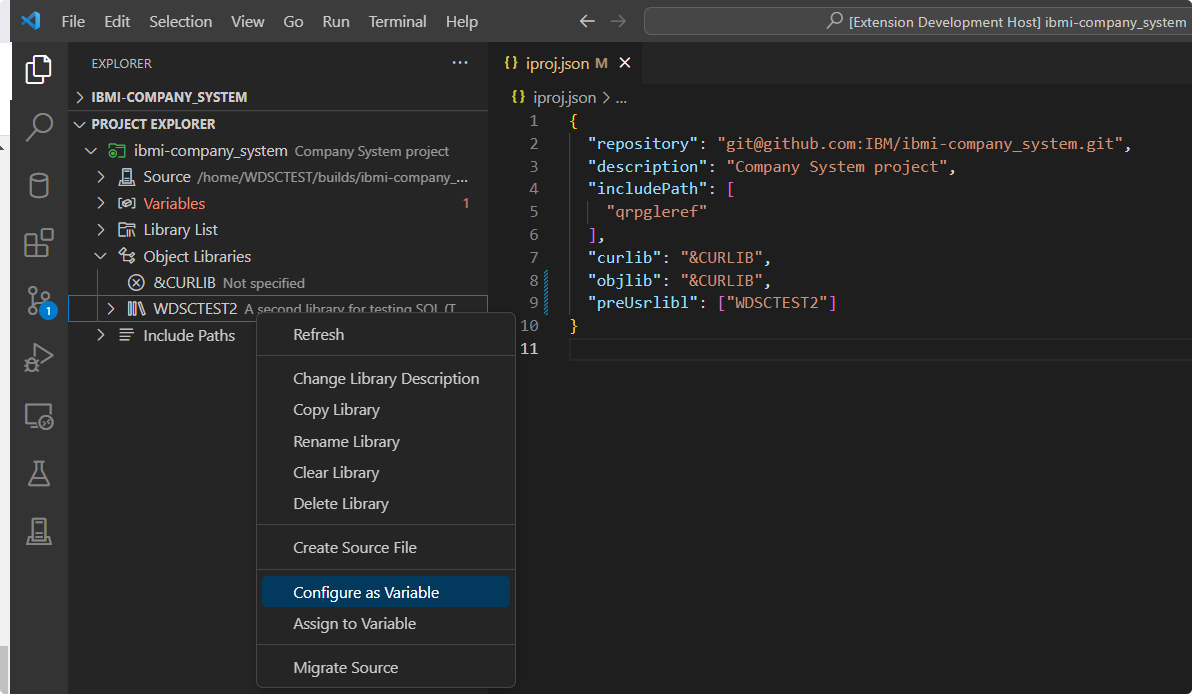 File Edit Selection View Go Run Terminal Help [Extension Development Host] ibmi-company_system
EXPLORER ...
IBMI-COMPANY_SYSTEM
PROJECT EXPLORER
ibmi-company_system Company System project
Source /home/WDSCTEST/builds/ibmi-company_...
Variables 1
Library List
Object Libraries
&CURLIB Not specified
WDSCTEST2 A second library for testing SQL (T
Include Paths
1
Refresh
Change Library Description
Copy Library
Rename Library
Clear Library
Delete Library
Create Source File
Configure as Variable
Assign to Variable
Migrate Source
{} iproj.json M
{} iproj.json > ...
1 {
2 "repository": "git@github.com:IBM/ibmi-company_system.git",
3 "description": "Company System project",
4 "includePath": [
5 "qrpgleref"
6 ],
7 "curlib": "&CURLIB",
8 "objlib": "&CURLIB",
9 "preUsrlibl": ["WDSCTEST2"]
10 }
11